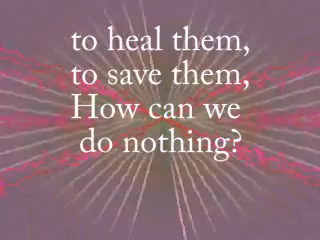 to heal them,
to save them,
How can we
do nothing?